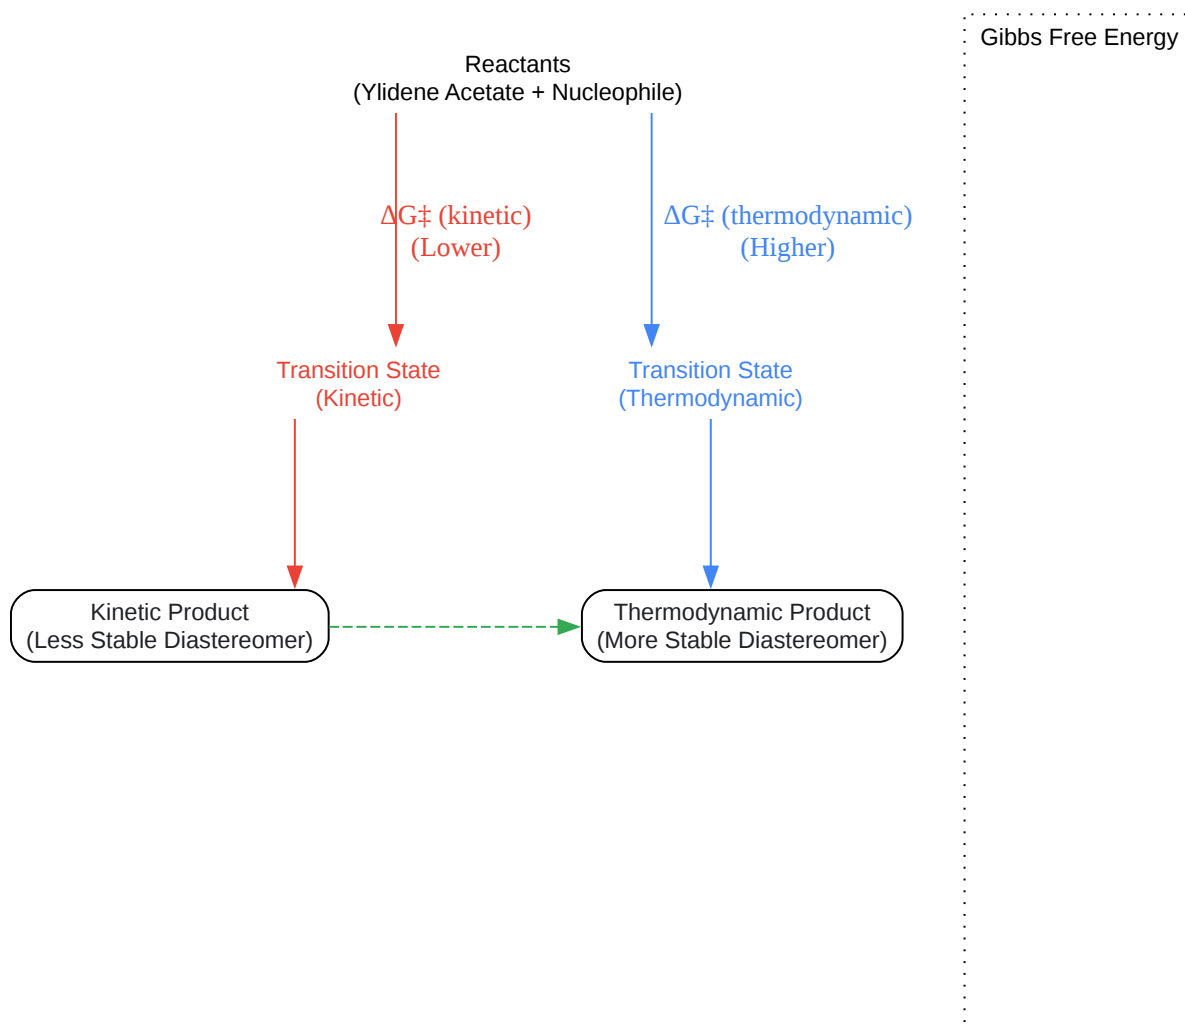 Gibbs Free Energy
Reactants
(Ylidene Acetate + Nucleophile)
ΔG‡ (kinetic)
(Lower)
ΔG‡ (thermodynamic)
(Higher)
Transition State
(Kinetic)
Transition State
(Thermodynamic)
Kinetic Product
(Less Stable Diastereomer)
Thermodynamic Product
(More Stable Diastereomer)